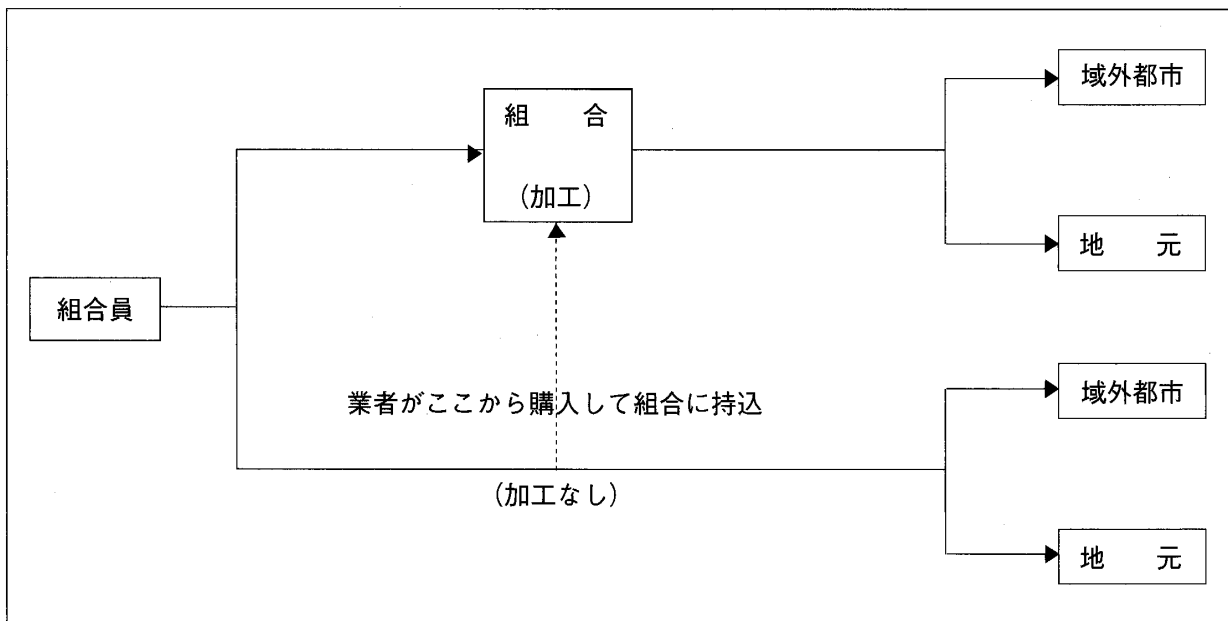 域外都市
組　　合
（加工）
地　　元
組合員
業者がここから購入して組合に持込
域外都市
（加工なし）
地　　元